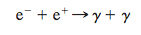 e⁻ + e⁺ → γ + γ